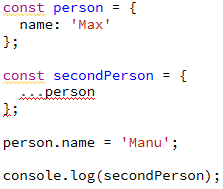 const person = {
  name: 'Max'
};
const secondPerson = {
  ...person
};
person.name = 'Manu';
console.log(secondPerson);